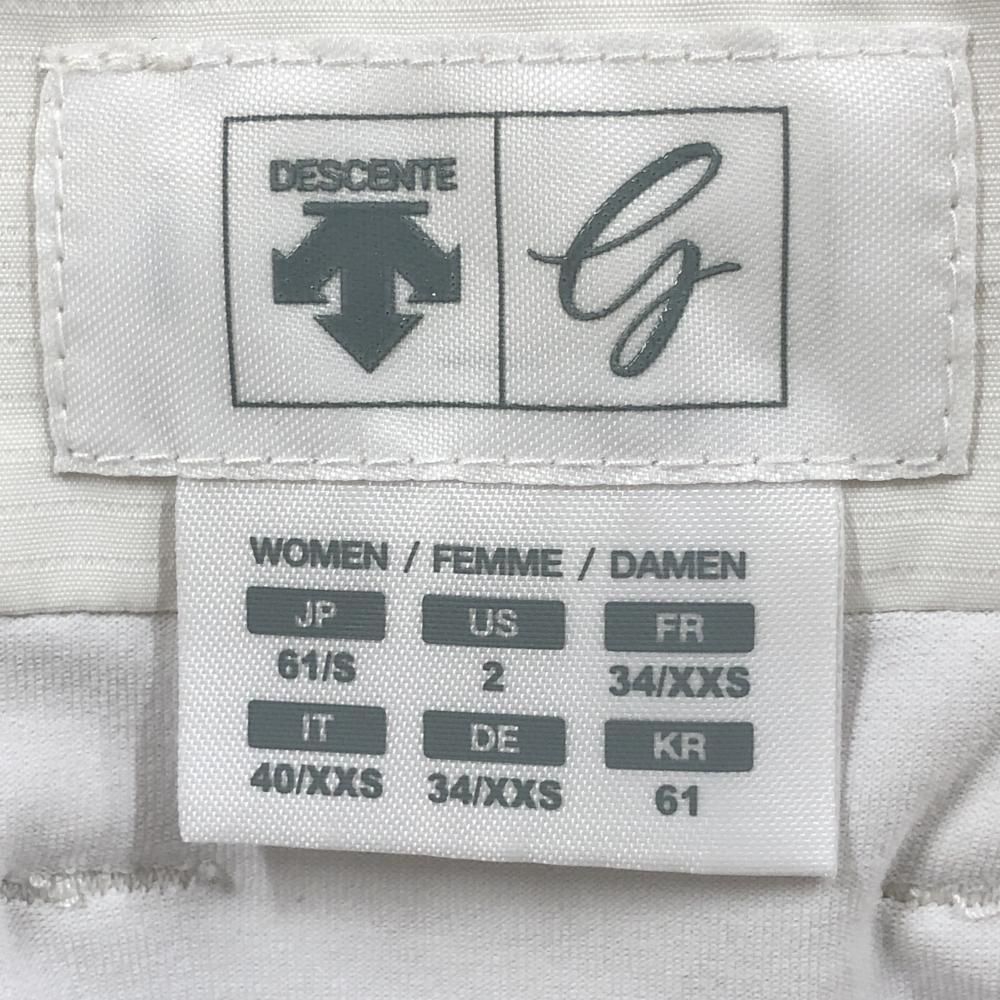 DESCENTE
G
WOMEN / FEMME / DAMEN
JP US FR
61/S 2 34/XXS
IT DE KR
40/XXS 34/XXS 61